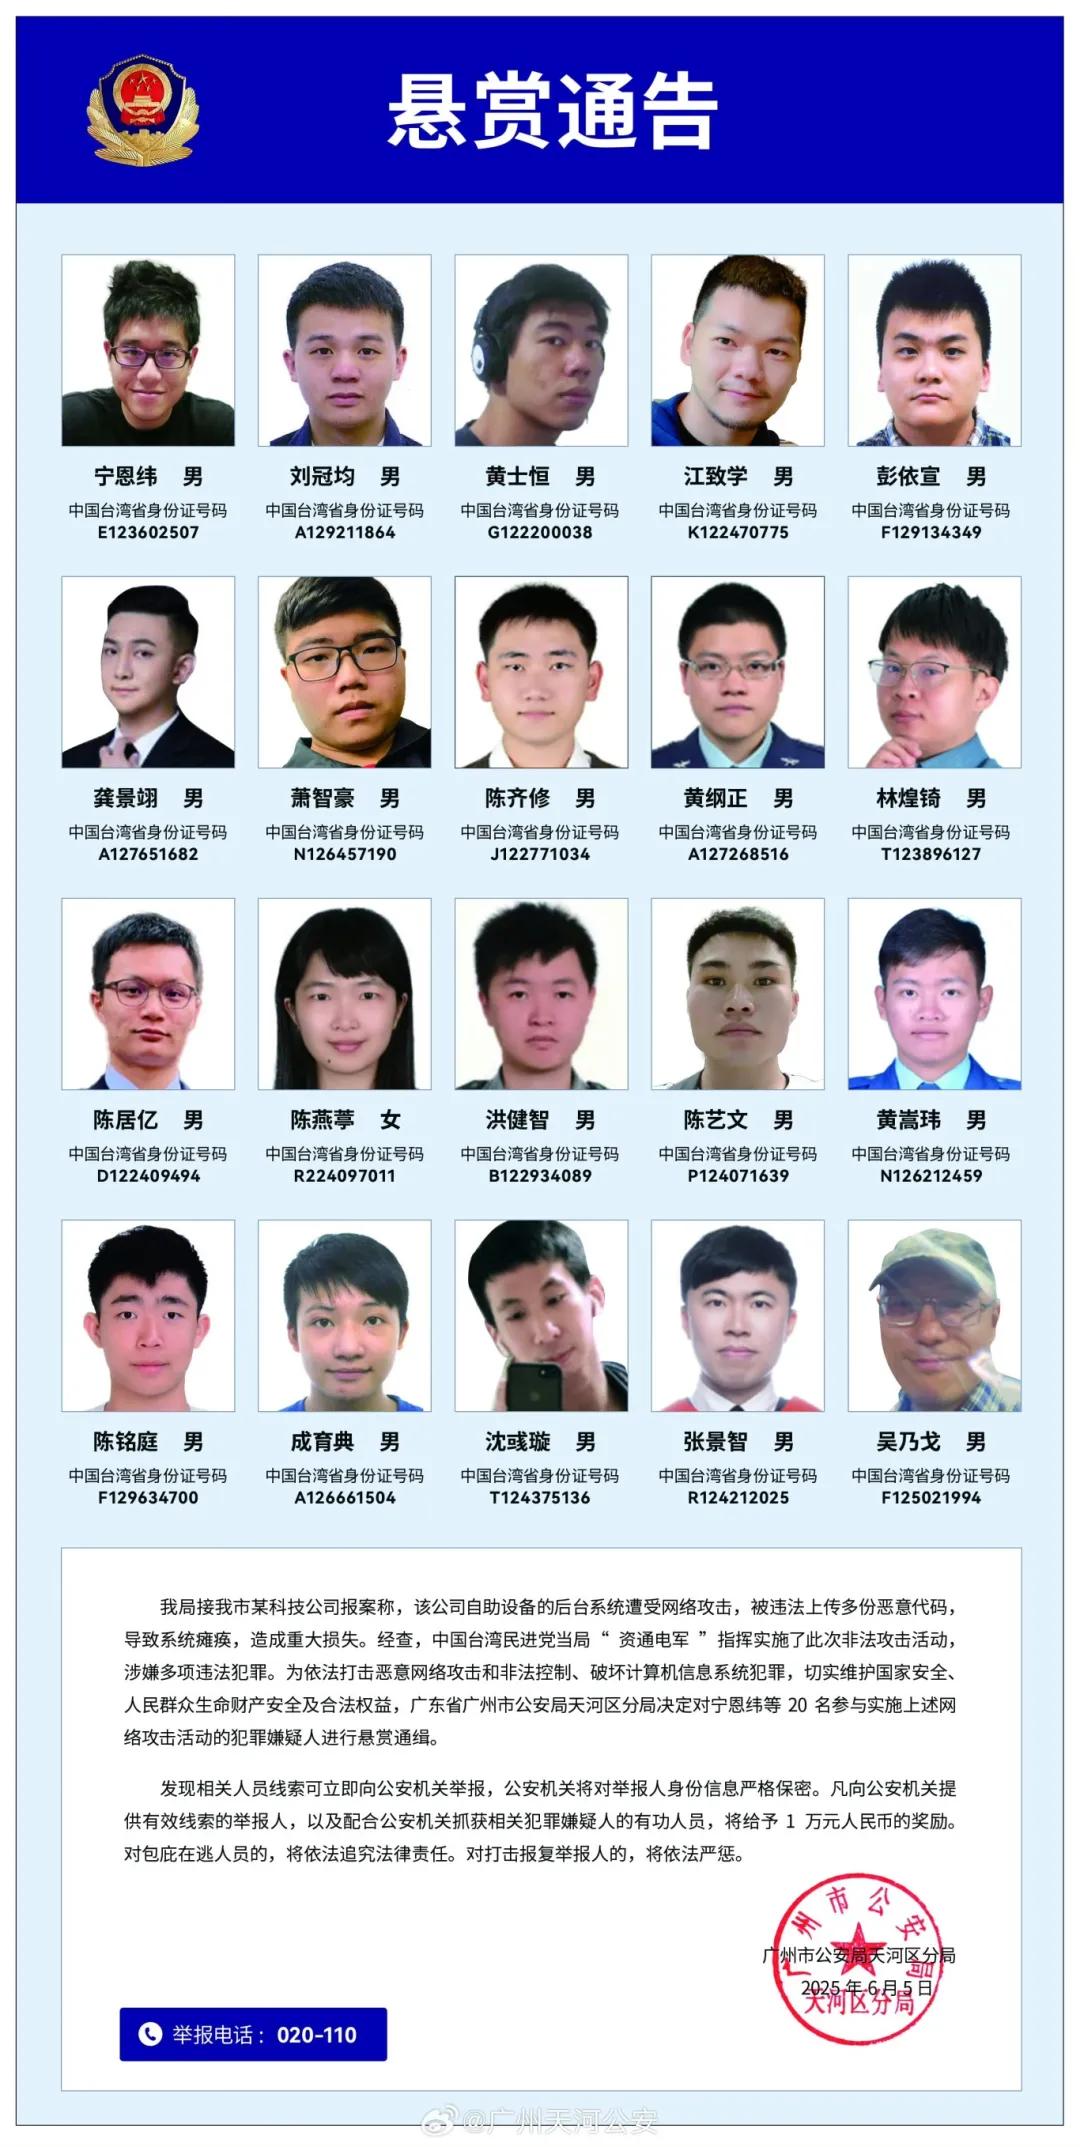 悬赏通告
宁恩纬 男 刘冠均 男 黄士恒 男 江致学 男 彭依宣 男
中国台湾省身份证号码 中国台湾省身份证号码 中国台湾省身份证号码 中国台湾省身份证号码 中国台湾省身份证号码
E123602507 A129211864 G122200038 K122470775 F129134349
龚景翊 男 萧智豪 男 陈齐修 男 黄纲正 男 林煌锜 男
中国台湾省身份证号码 中国台湾省身份证号码 中国台湾省身份证号码 中国台湾省身份证号码 中国台湾省身份证号码
A127651682 N126457190 J122771034 A127268516 T123896127
陈居亿 男 陈燕葶 女 洪健智 男 陈艺文 男 黄嵩玮 男
中国台湾省身份证号码 中国台湾省身份证号码 中国台湾省身份证号码 中国台湾省身份证号码 中国台湾省身份证号码
D122409494 R224097011 B122934089 P124071639 N126212459
陈铭庭 男 成育典 男 沈彧璇 男 张景智 男 吴乃戈 男
中国台湾省身份证号码 中国台湾省身份证号码 中国台湾省身份证号码 中国台湾省身份证号码 中国台湾省身份证号码
F129634700 A126661504 T124375136 R124212025 F125021994
我局接我市某科技公司报案称，该公司自助设备的后台系统遭受网络攻击，被违法上传多份恶意代码，
导致系统瘫痪，造成重大损失。经查，中国台湾民进党当局“ 资通电军 ”指挥实施了此次非法攻击活动，
涉嫌多项违法犯罪。为依法打击恶意网络攻击和非法控制、破坏计算机信息系统犯罪，切实维护国家安全、
人民群众生命财产安全及合法权益，广东省广州市公安局天河区分局决定对宁恩纬等 20 名参与实施上述网
络攻击活动的犯罪嫌疑人进行悬赏通缉。
发现相关人员线索可立即向公安机关举报，公安机关将对举报人身份信息严格保密。凡向公安机关提
供有效线索的举报人，以及配合公安机关抓获相关犯罪嫌疑人的有功人员，将给予 1 万元人民币的奖励。
对包庇在逃人员的，将依法追究法律责任。对打击报复举报人的，将依法严惩。
广州市公安局
广州市公安局天河区分局
2025 年 6 月 5 日
天河区分局
举报电话：020-110
@广州天河公安